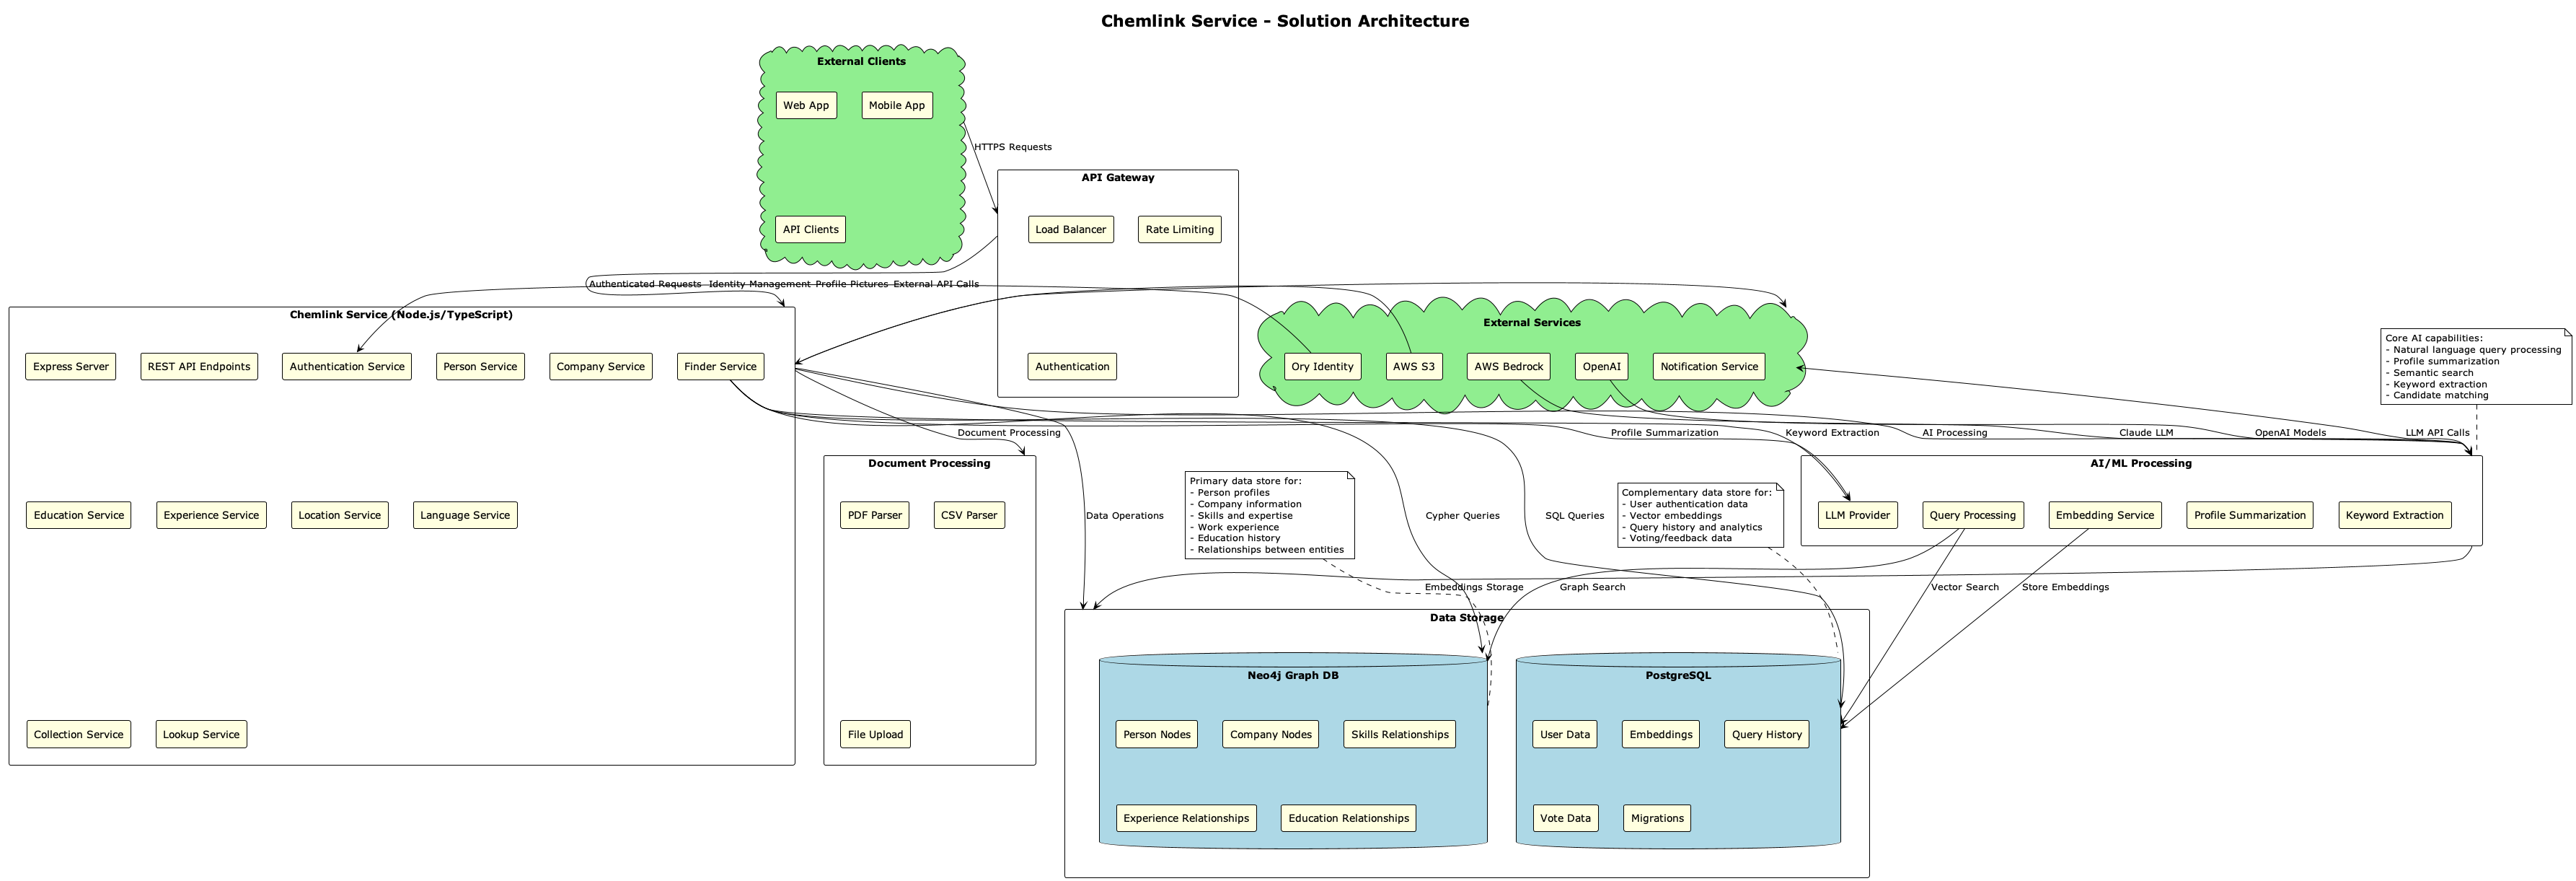 Chemlink Service - Solution Architecture
External Clients
Web App
Mobile App
API Clients
HTTPS Requests
API Gateway
Load Balancer
Rate Limiting
Authentication
Authenticated Requests
Identity Management
Profile Pictures
External API Calls
Chemlink Service (Node.js/TypeScript)
Express Server
REST API Endpoints
Authentication Service
Person Service
Company Service
Finder Service
Education Service
Experience Service
Location Service
Language Service
Collection Service
Lookup Service
External Services
Ory Identity
AWS S3
AWS Bedrock
OpenAI
Notification Service
Core AI capabilities:
- Natural language query processing
- Profile summarization
- Semantic search
- Keyword extraction
- Candidate matching
Document Processing
Profile Summarization
Keyword Extraction
AI Processing
Claude LLM
OpenAI Models
LLM API Calls
Document Processing
PDF Parser
CSV Parser
File Upload
Data Operations
Primary data store for:
- Person profiles
- Company information
- Skills and expertise
- Work experience
- Education history
- Relationships between entities
Cypher Queries
SQL Queries
Complementary data store for:
- User authentication data
- Vector embeddings
- Query history and analytics
- Voting/feedback data
AI/ML Processing
LLM Provider
Query Processing
Embedding Service
Profile Summarization
Keyword Extraction
Embeddings Storage
Graph Search
Vector Search
Store Embeddings
Data Storage
Neo4j Graph DB
Person Nodes
Company Nodes
Skills Relationships
Experience Relationships
Education Relationships
PostgreSQL
User Data
Embeddings
Query History
Vote Data
Migrations